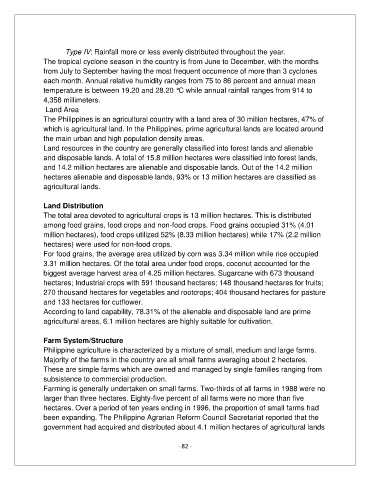 Type IV: Rainfall more or less evenly distributed throughout the year.
The tropical cyclone season in the country is from June to December, with the months
from July to September having the most frequent occurrence of more than 3 cyclones
each month. Annual relative humidity ranges from 75 to 86 percent and annual mean
temperature is between 19.20 and 28.20 °C while annual rainfall ranges from 914 to
4,358 millimeters.
Land Area
The Philippines is an agricultural country with a land area of 30 million hectares, 47% of
which is agricultural land. In the Philippines, prime agricultural lands are located around
the main urban and high population density areas.
Land resources in the country are generally classified into forest lands and alienable
and disposable lands. A total of 15.8 million hectares were classified into forest lands,
and 14.2 million hectares are alienable and disposable lands. Out of the 14.2 million
hectares alienable and disposable lands, 93% or 13 million hectares are classified as
agricultural lands.
Land Distribution
The total area devoted to agricultural crops is 13 million hectares. This is distributed
among food grains, food crops and non-food crops. Food grains occupied 31% (4.01
million hectares), food crops utilized 52% (8.33 million hectares) while 17% (2.2 million
hectares) were used for non-food crops.
For food grains, the average area utilized by corn was 3.34 million while rice occupied
3.31 million hectares. Of the total area under food crops, coconut accounted for the
biggest average harvest area of 4.25 million hectares. Sugarcane with 673 thousand
hectares; Industrial crops with 591 thousand hectares; 148 thousand hectares for fruits;
270 thousand hectares for vegetables and rootcrops; 404 thousand hectares for pasture
and 133 hectares for cutflower.
According to land capability, 78.31% of the alienable and disposable land are prime
agricultural areas, 6.1 million hectares are highly suitable for cultivation.
Farm System/Structure
Philippine agriculture is characterized by a mixture of small, medium and large farms.
Majority of the farms in the country are all small farms averaging about 2 hectares.
These are simple farms which are owned and managed by single families ranging from
subsistence to commercial production.
Farming is generally undertaken on small farms. Two-thirds of all farms in 1988 were no
larger than three hectares. Eighty-five percent of all farms were no more than five
hectares. Over a period of ten years ending in 1996, the proportion of small farms had
been expanding. The Philippine Agrarian Reform Council Secretariat reported that the
government had acquired and distributed about 4.1 million hectares of agricultural lands
- 82 -